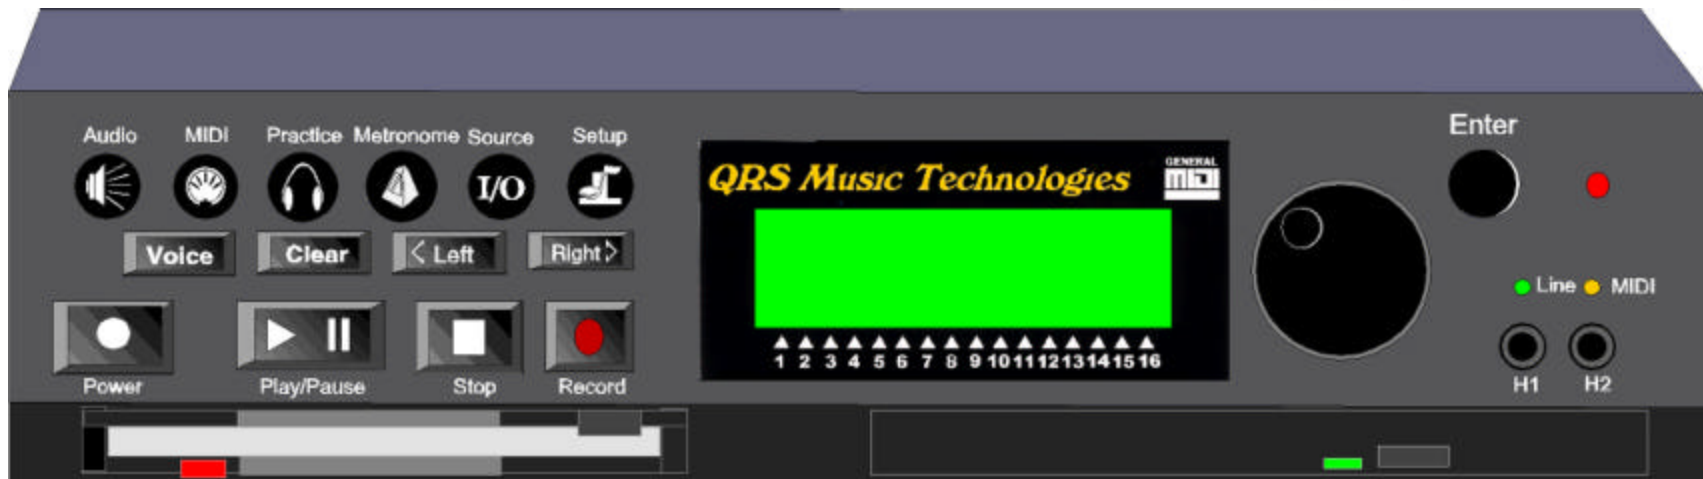 Audio MIDI Practice Metronome Source Setup
I/O
Voice Clear < Left Right >
Power Play/Pause Stop Record
QRS Music Technologies
GENERAL
MIDI
1 2 3 4 5 6 7 8 9 10 11 12 13 14 15 16
Enter
Line MIDI
H1 H2